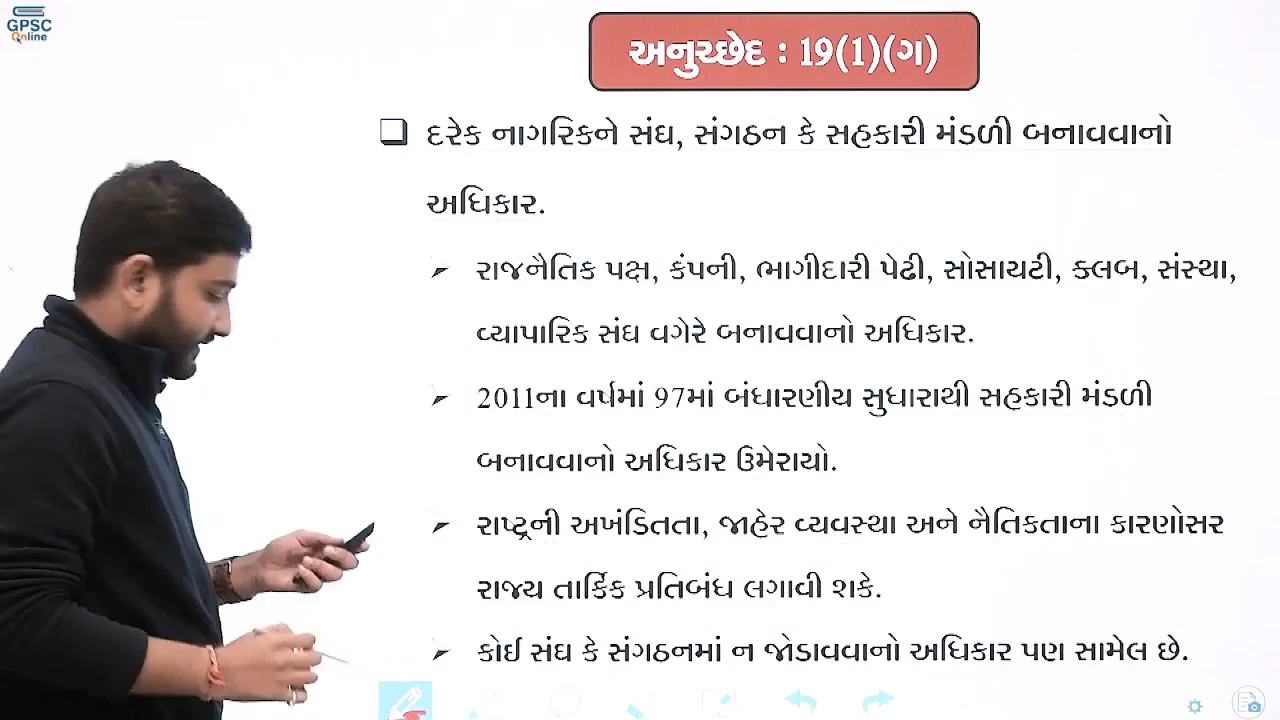 GPSC
Online
અનુચ્છેદ : 19(1)(ગ)
દરેક નાગરિકને સંઘ, સંગઠન કે સહકારી મંડળી બનાવવાનો
અધિકાર.
રાજનૈતિક પક્ષ, કંપની, ભાગીદારી પેઢી, સોસાયટી, ક્લબ, સંસ્થા,
વ્યાપારિક સંઘ વગેરે બનાવવાનો અધિકાર.
2011ના વર્ષમાં 97માં બંધારણીય સુધારાથી સહકારી મંડળી
બનાવવાનો અધિકાર ઉમેરાયો.
રાષ્ટ્રની અખંડિતતા, જાહેર વ્યવસ્થા અને નૈતિકતાના કારણોસર
રાજ્ય તાર્કિક પ્રતિબંધ લગાવી શકે.
કોઈ સંઘ કે સંગઠનમાં ન જોડાવવાનો અધિકાર પણ સામેલ છે.